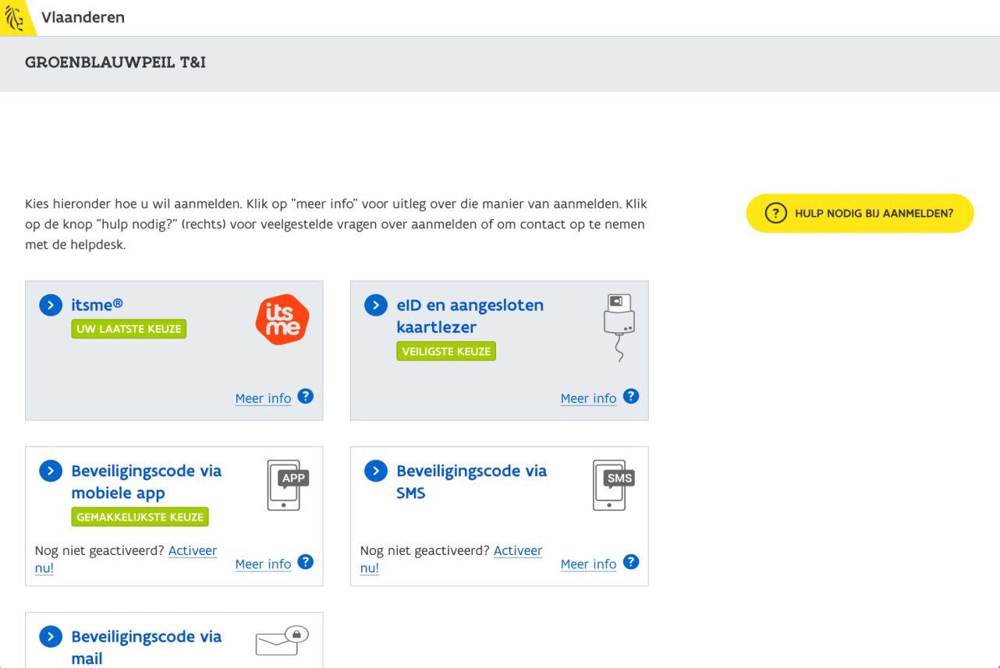 Vlaanderen
GROENBLAUWPEIL T&I
Kies hieronder hoe u wil aanmelden. Klik op "meer info" voor uitleg over die manier van aanmelden. Klik
op de knop "hulp nodig?" (rechts) voor veelgestelde vragen over aanmelden of om contact op te nemen
met de helpdesk.
? HULP NODIG BIJ AANMELDEN?
itsme®
UW LAATSTE KEUZE
its
me
Meer info ?
eID en aangesloten
kaartlezer
VEILIGSTE KEUZE
Meer info ?
Beveiligingscode via
mobiele app
GEMAKKELIJKSTE KEUZE
APP
Nog niet geactiveerd? Activeer
nu!
Meer info ?
Beveiligingscode via
SMS
SMS
Nog niet geactiveerd? Activeer
nu!
Meer info ?
Beveiligingscode via
mail